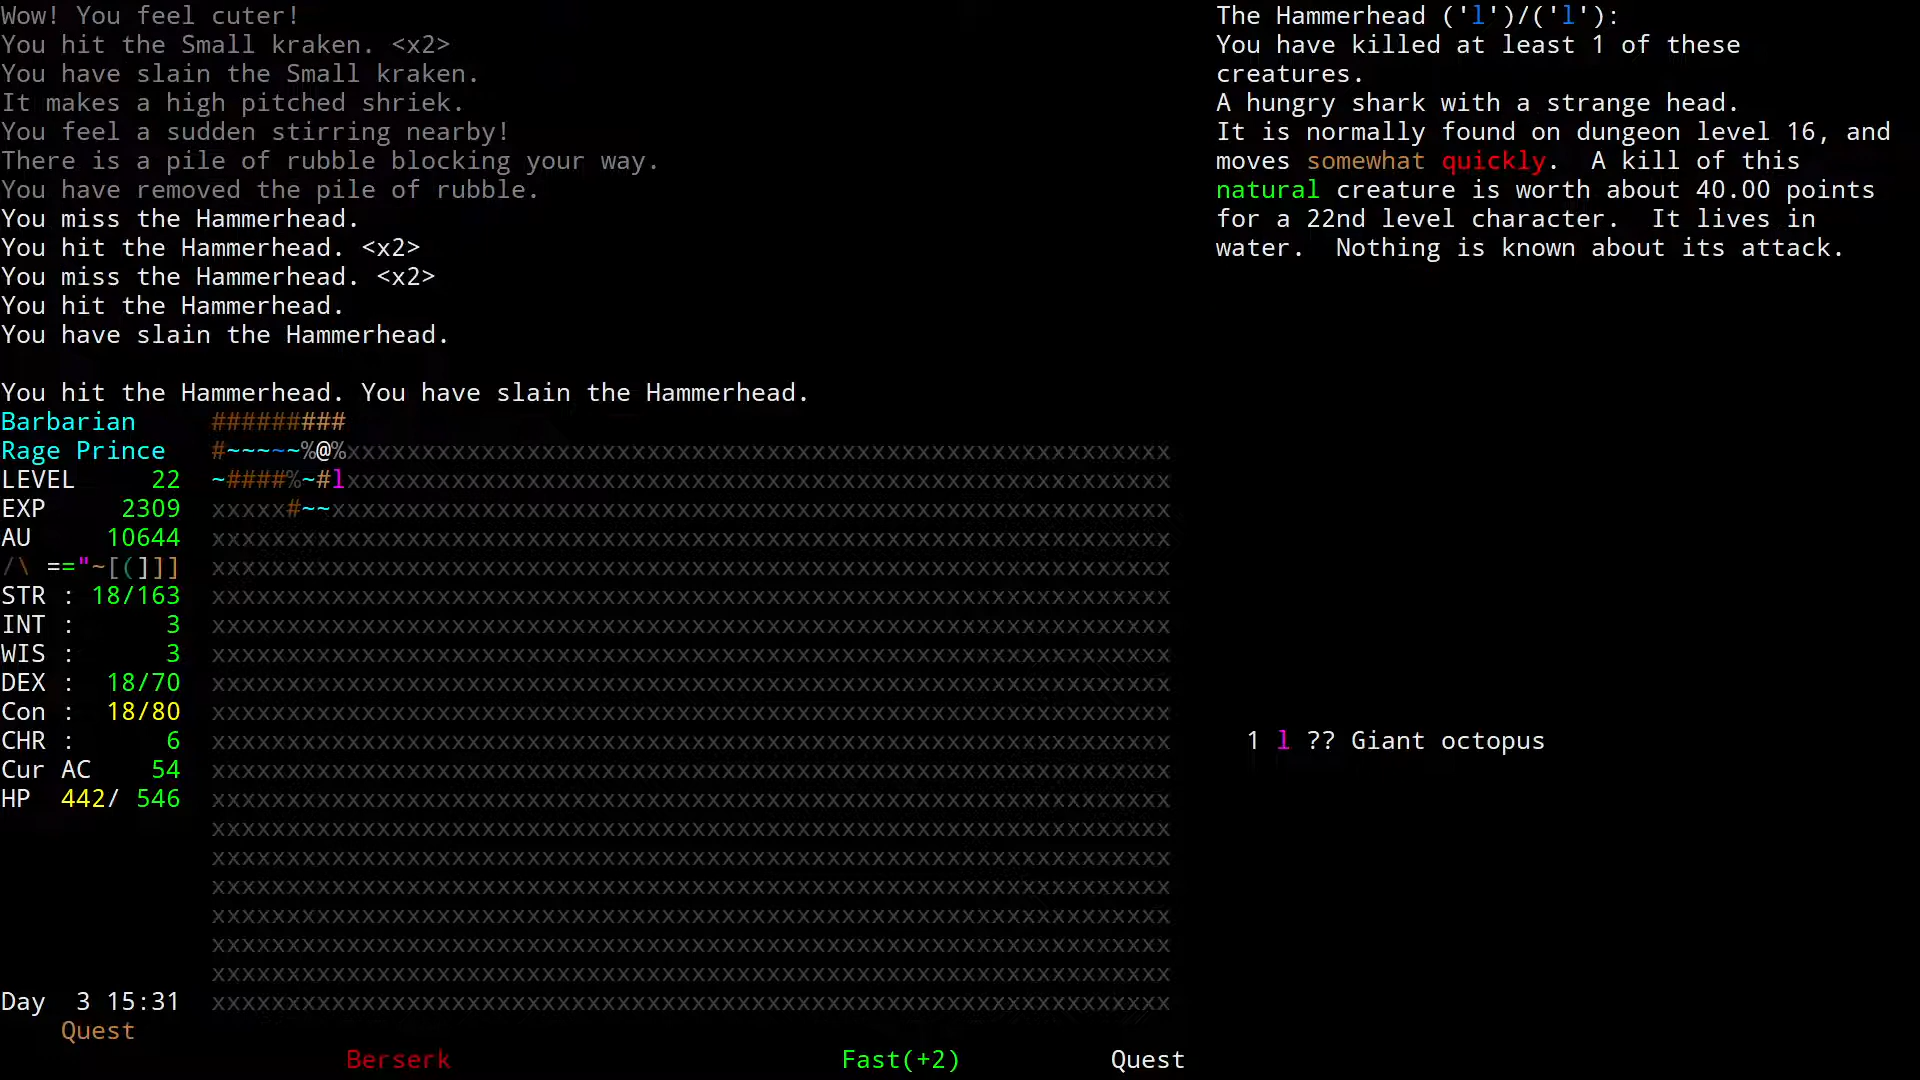 Wow! You feel cuter!
You hit the Small kraken. <x2>
You have slain the Small kraken.
It makes a high pitched shriek.
You feel a sudden stirring nearby!
There is a pile of rubble blocking your way.
You have removed the pile of rubble.
You miss the Hammerhead.
You hit the Hammerhead. <x2>
You miss the Hammerhead. <x2>
You hit the Hammerhead.
You have slain the Hammerhead.
You hit the Hammerhead. You have slain the Hammerhead.
The Hammerhead ('l')/('l'):
You have killed at least 1 of these
creatures.
A hungry shark with a strange head.
It is normally found on dungeon level 16, and
moves somewhat quickly.  A kill of this
natural creature is worth about 40.00 points
for a 22nd level character.  It lives in
water.  Nothing is known about its attack.
Barbarian
Rage Prince
LEVEL 22
EXP 2309
AU 10644
/\ =="~[(]]]
STR : 18/163
INT : 3
WIS : 3
DEX : 18/70
Con : 18/80
CHR : 6
Cur AC 54
HP 442/ 546
Day 3 15:31
Quest
#########
#~~~~~%@%xxxxxxxxxxxxxxxxxxxxxxxxxxxxxxxxxxxxxxxxxxxxxxxxxxxxxxx
~####%~#lxxxxxxxxxxxxxxxxxxxxxxxxxxxxxxxxxxxxxxxxxxxxxxxxxxxxxxx
xxxxx#~~xxxxxxxxxxxxxxxxxxxxxxxxxxxxxxxxxxxxxxxxxxxxxxxxxxxxxxxx
1 l ?? Giant octopus
Berserk Fast(+2) Quest